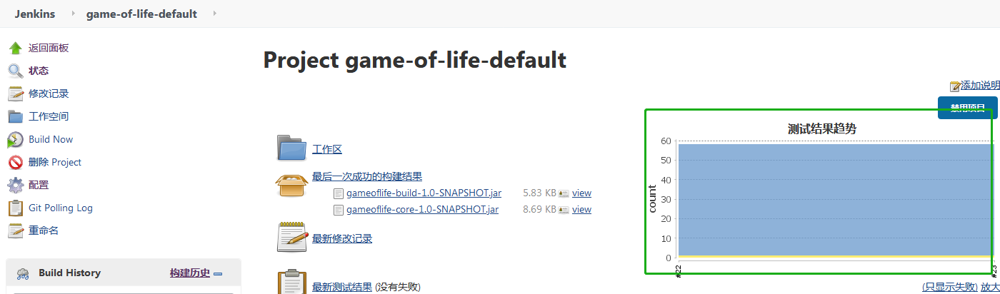 Jenkins game-of-life-default
返回面板
状态
修改记录
工作空间
Build Now
删除 Project
配置
Git Polling Log
重命名
Build History 构建历史
Project game-of-life-default
添加说明
禁用项目
工作区
最后一次成功的构建结果
gameoflife-build-1.0-SNAPSHOT.jar 5.83 KB view
gameoflife-core-1.0-SNAPSHOT.jar 8.69 KB view
最新修改记录
最新测试结果 (没有失败)
测试结果趋势
count
60
50
40
30
20
10
0
#22 #23
(只显示失败) 放大